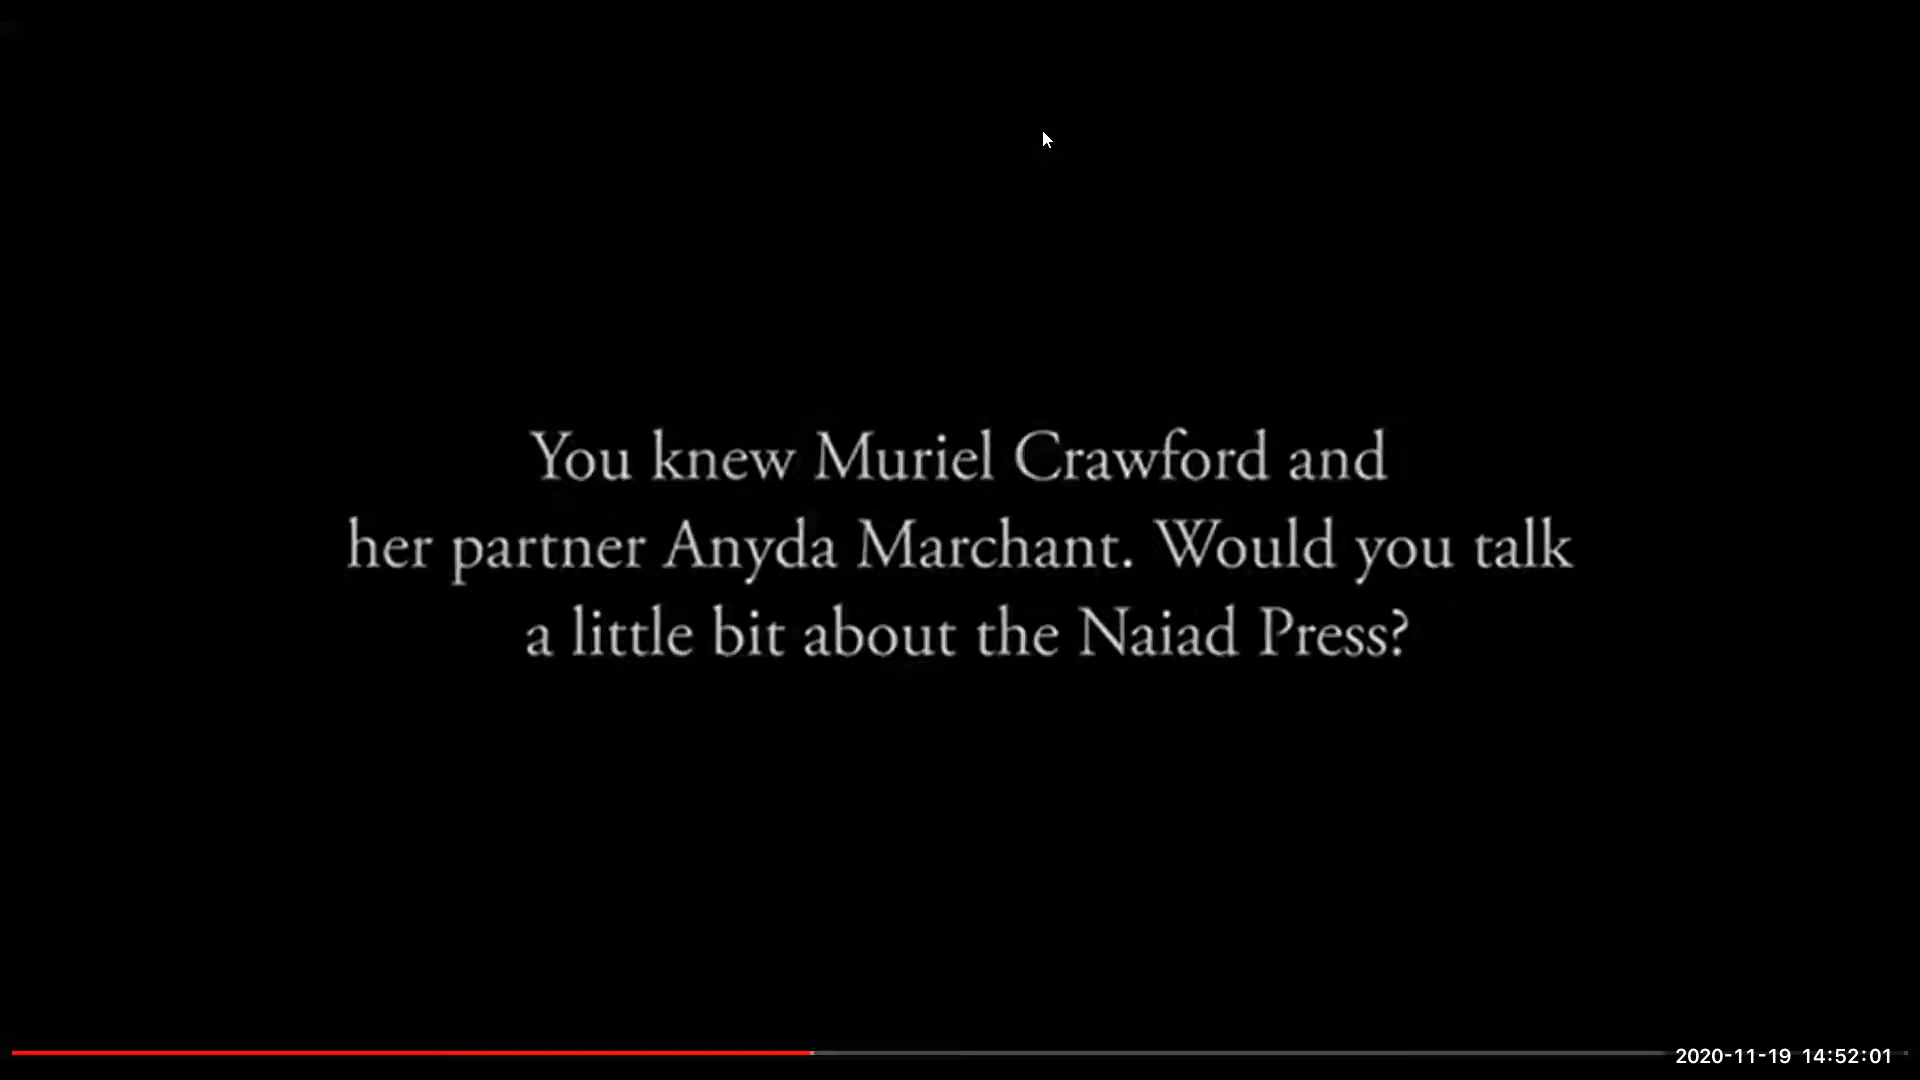 You knew Muriel Crawford and
her partner Anyda Marchant. Would you talk
a little bit about the Naiad Press?
2020-11-19 14:52:01